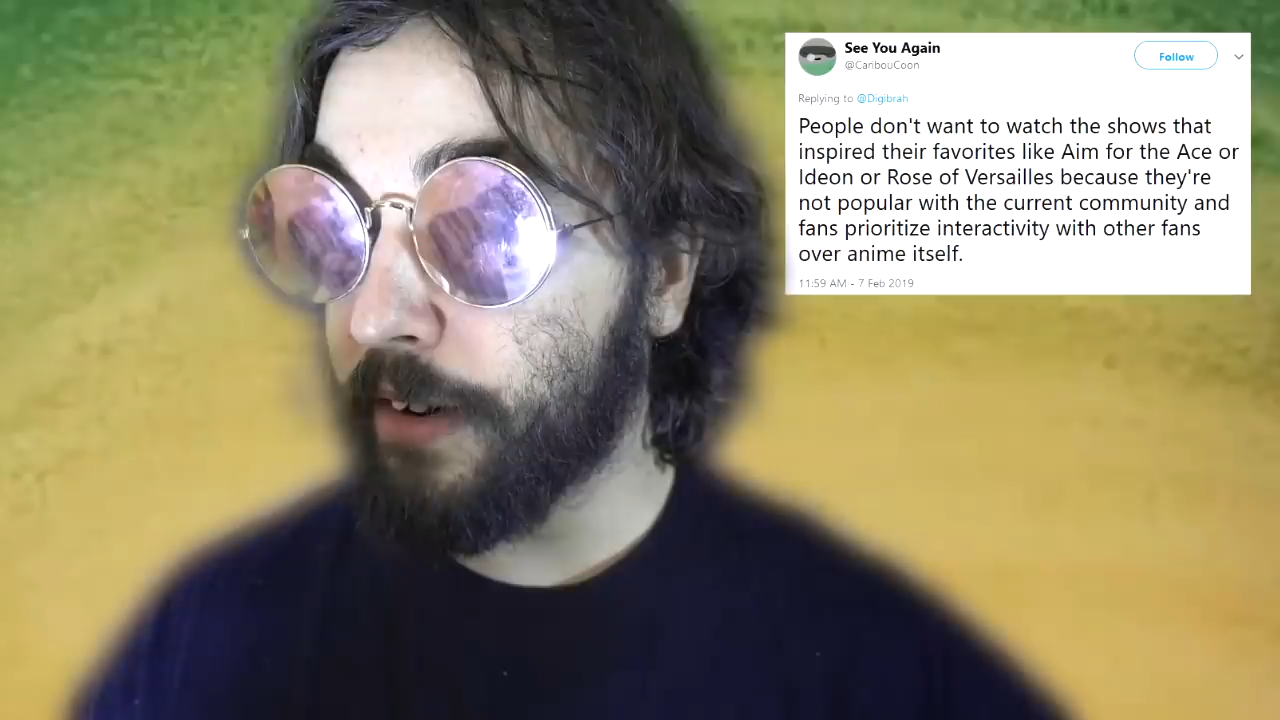 See You Again
@CaribouCoon
Follow
Replying to @Digibrah
People don't want to watch the shows that
inspired their favorites like Aim for the Ace or
Ideon or Rose of Versailles because they're
not popular with the current community and
fans prioritize interactivity with other fans
over anime itself.
11:59 AM - 7 Feb 2019